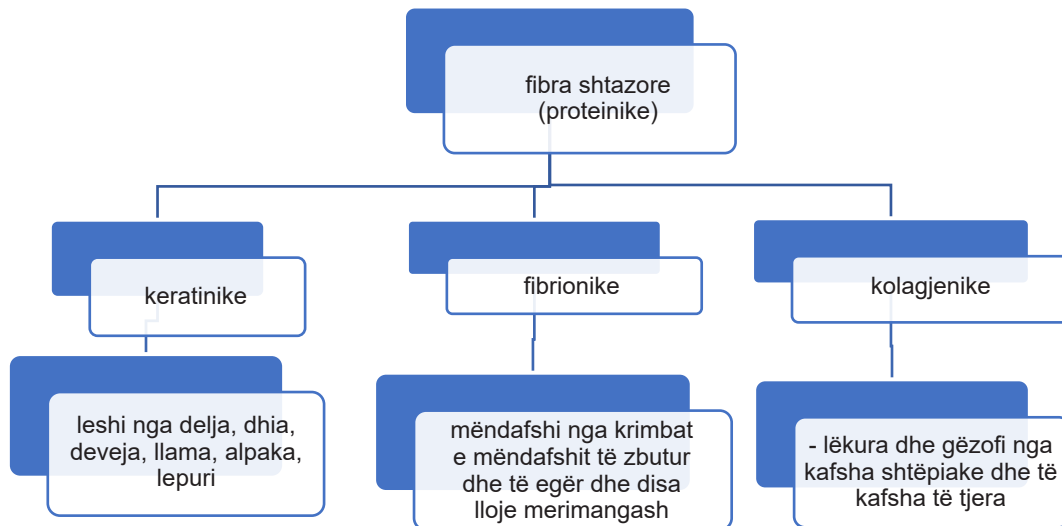 fibra shtazore
(proteinike)
keratinike
fibrionike
kolagjenike
leshi nga delja, dhia,
deveja, llama, alpaka,
lepuri
mëndafshi nga krimbat
e mëndafshit të zbutur
dhe të egër dhe disa
lloje merimangash
- lëkura dhe gëzofi nga
kafsha shtëpiake dhe të
kafsha të tjera